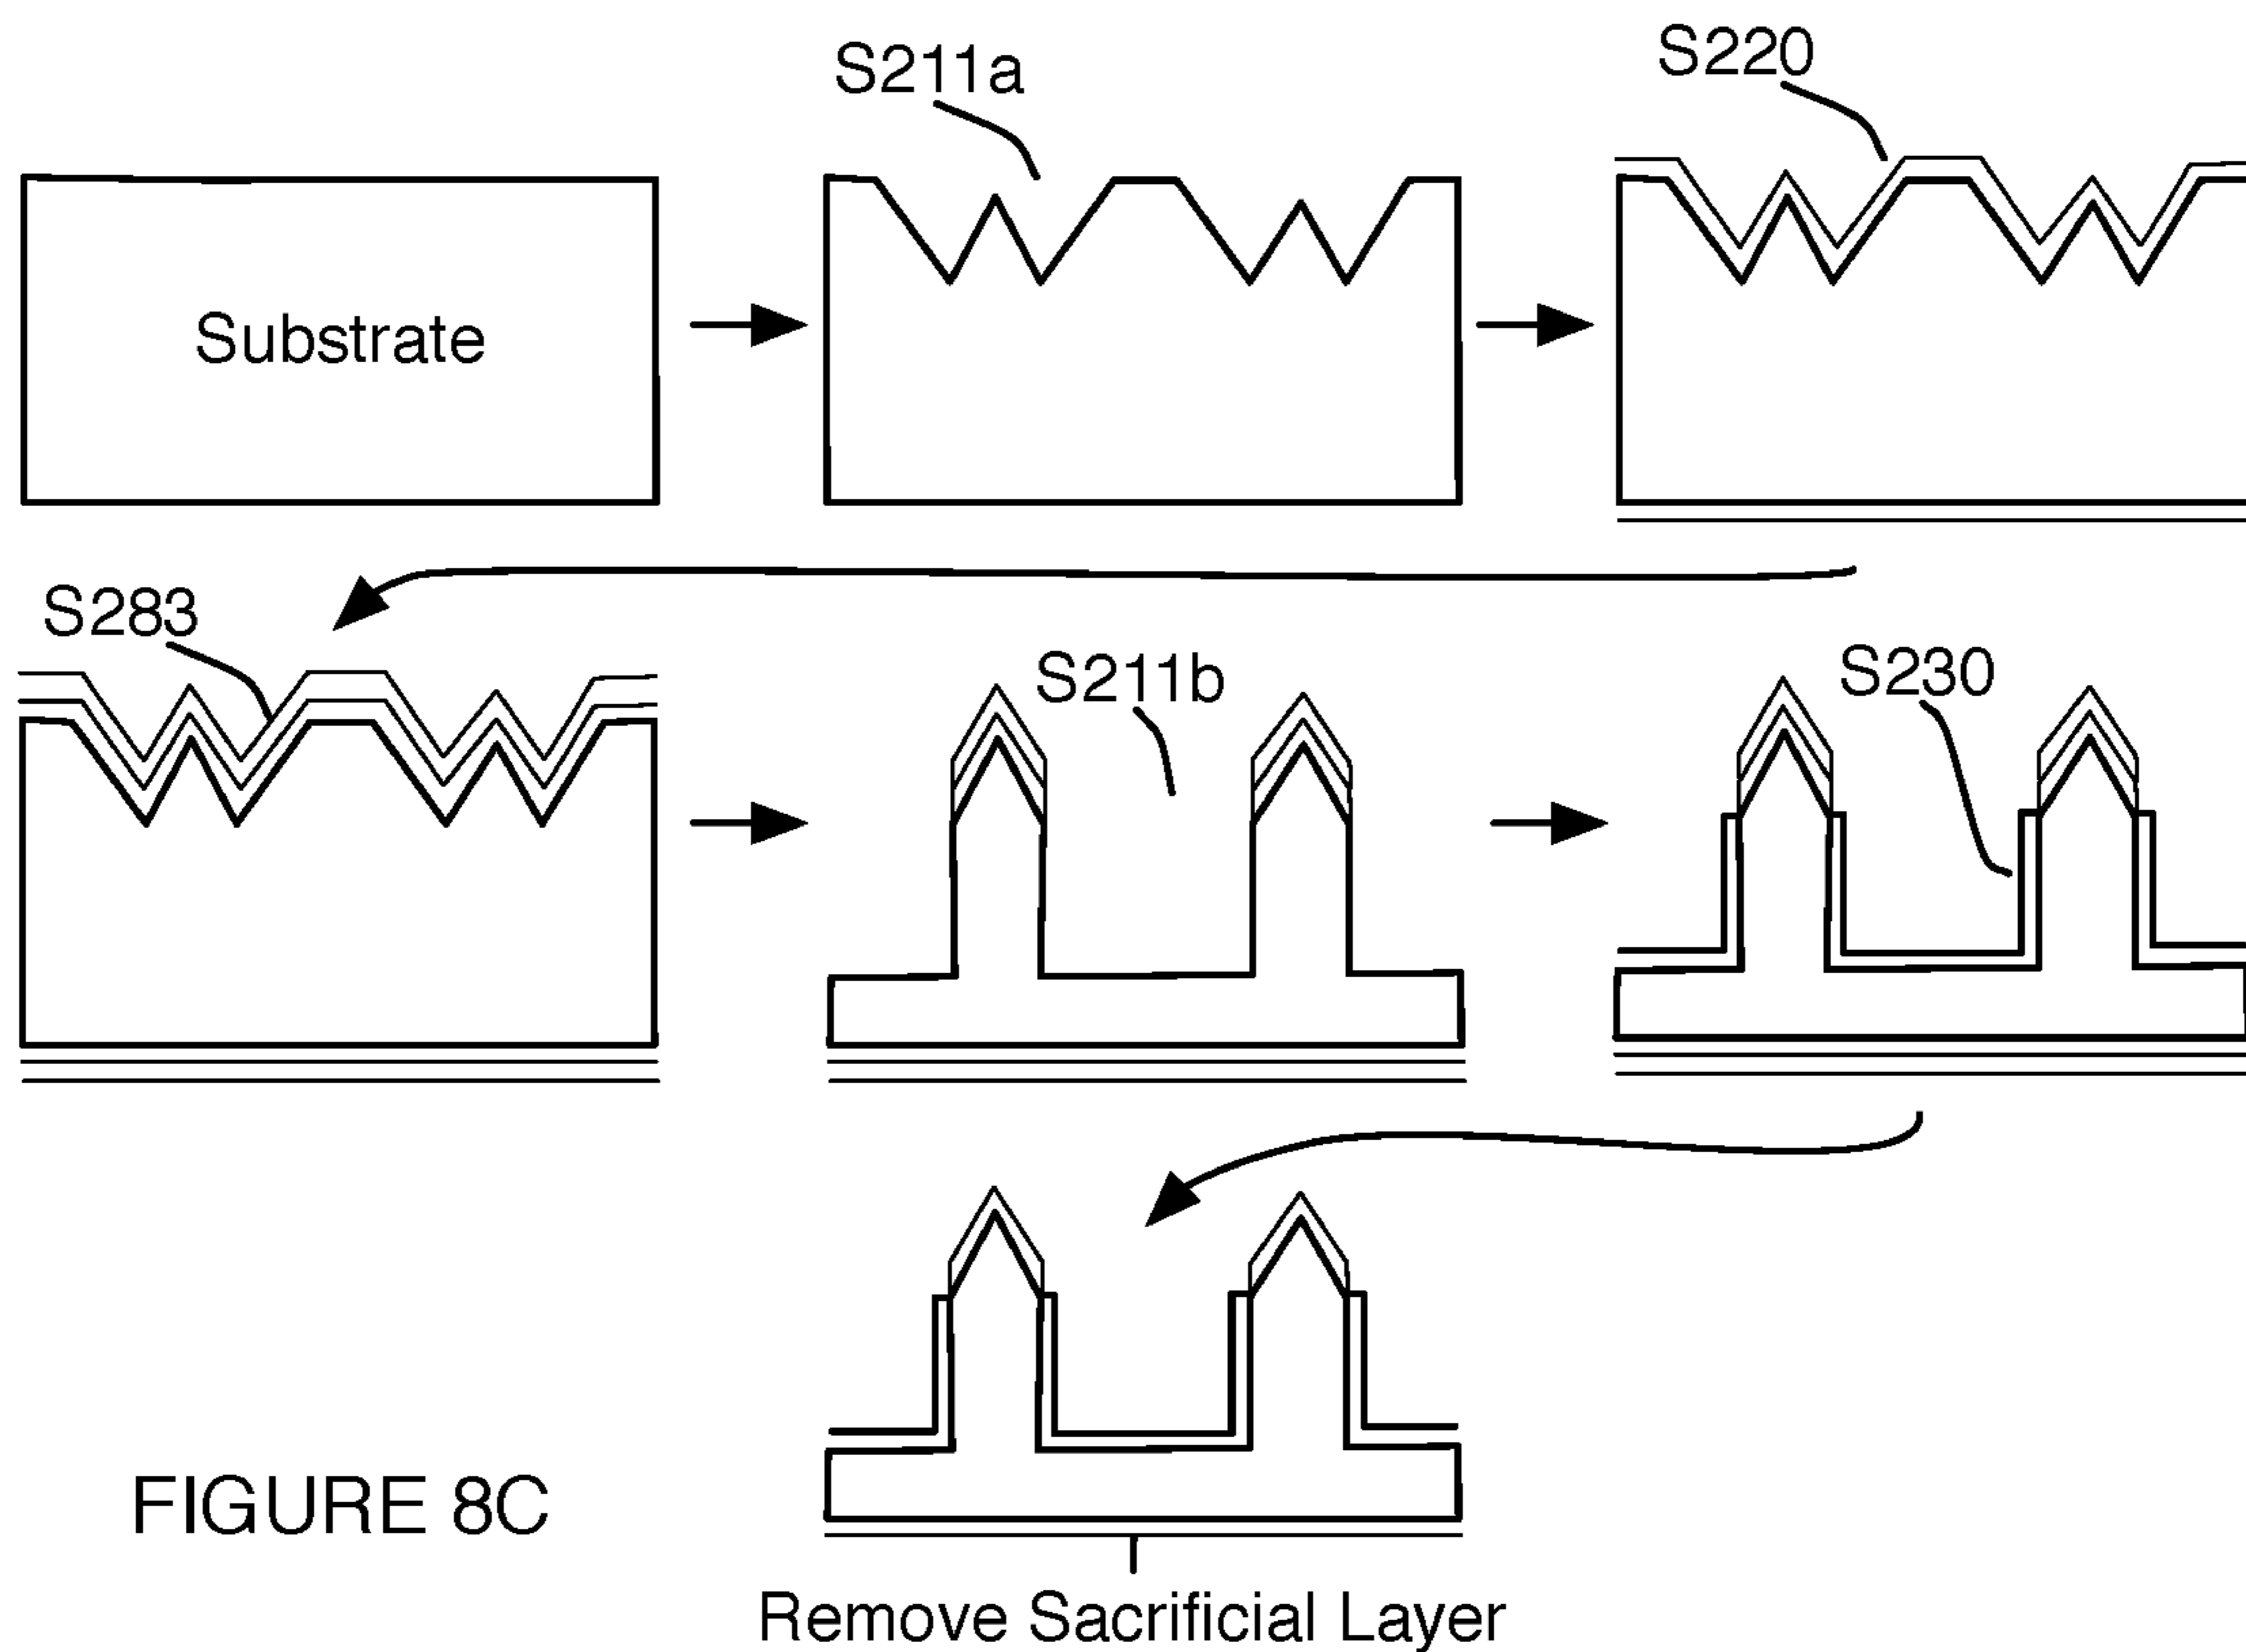 S211a
S220
Substrate
S283
S211b
S230
FIGURE 8C
Remove Sacrificial Layer